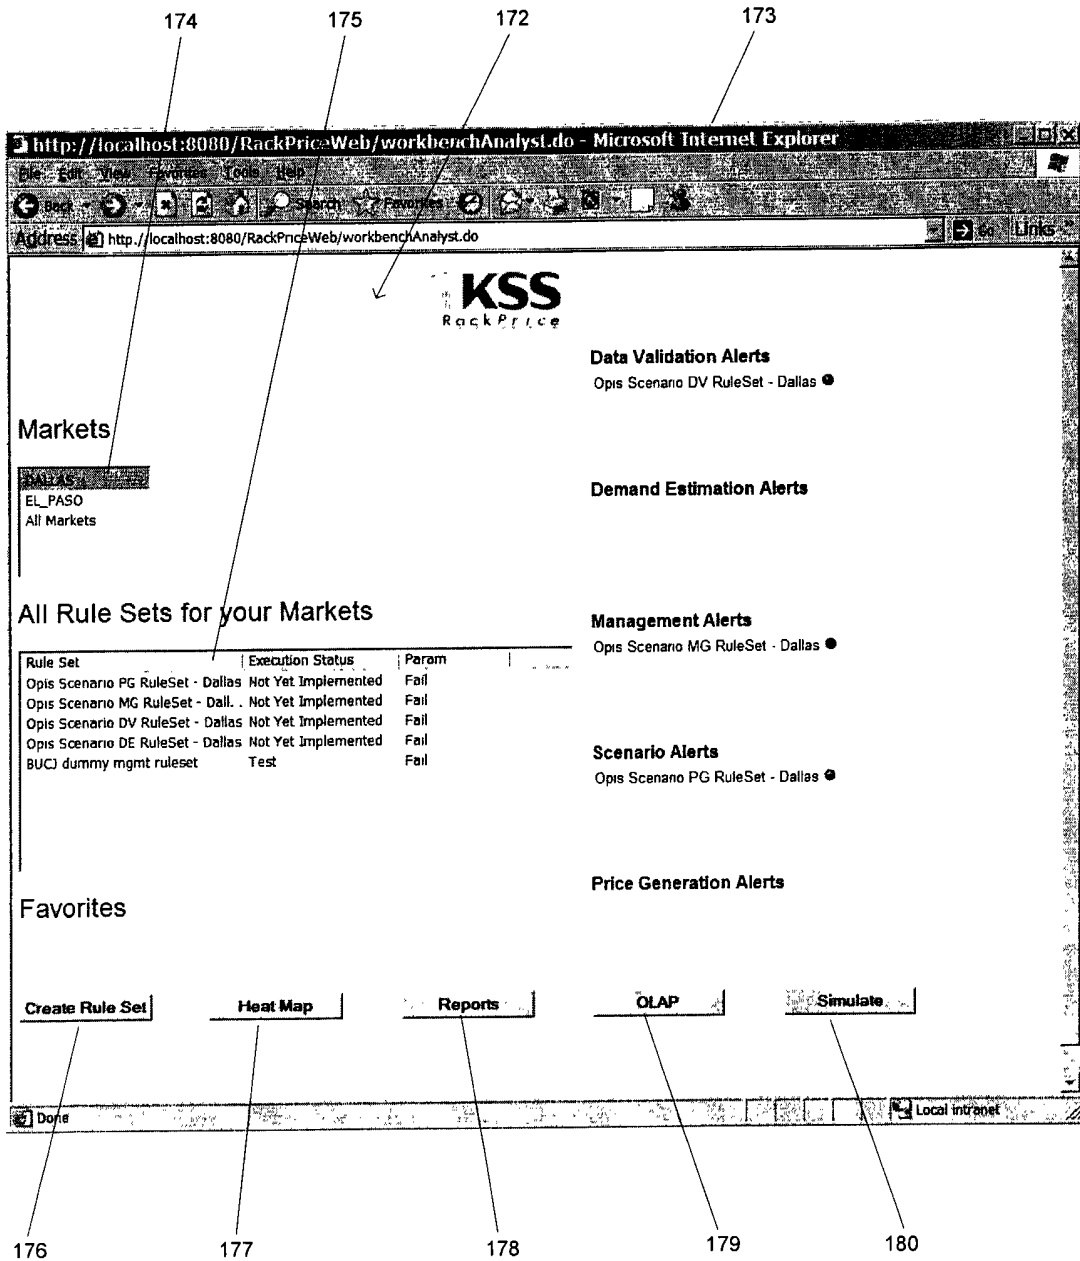 174 175 172 173
http://localhost:8080/RackPriceWeb/workbenchAnalyst.do - Microsoft Internet Explorer
File Edit View Favorites Tools Help
Back Search Favorites
Address http://localhost:8080/RackPriceWeb/workbenchAnalyst.do Go Links
KSS
RackPrice
Data Validation Alerts
Opis Scenario DV RuleSet - Dallas
Markets
DALLAS
EL_PASO
All Markets
Demand Estimation Alerts
All Rule Sets for your Markets
Rule Set Execution Status Param
Opis Scenario PG RuleSet - Dallas Not Yet Implemented Fail
Opis Scenario MG RuleSet - Dall. . Not Yet Implemented Fail
Opis Scenario DV RuleSet - Dallas Not Yet Implemented Fail
Opis Scenario DE RuleSet - Dallas Not Yet Implemented Fail
BUCJ dummy mgmt ruleset Test Fail
Management Alerts
Opis Scenario MG RuleSet - Dallas
Scenario Alerts
Opis Scenario PG RuleSet - Dallas
Price Generation Alerts
Favorites
Create Rule Set Heat Map Reports OLAP Simulate
Done Local intranet
176 177 178 179 180